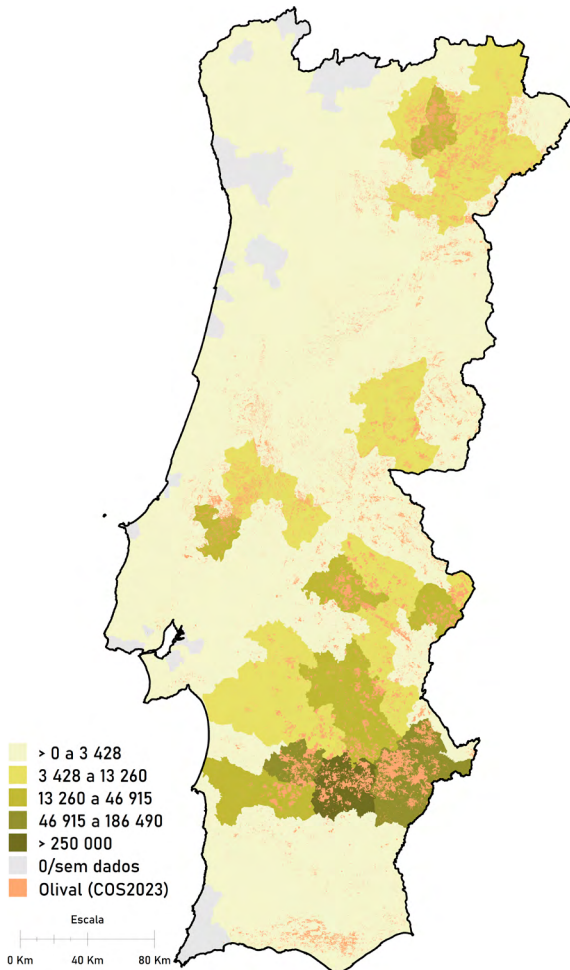 > 0 a 3 428
3 428 a 13 260
13 260 a 46 915
46 915 a 186 490
> 250 000
0/sem dados
Olival (COS2023)
Escala
0 Km 40 Km 80 Km